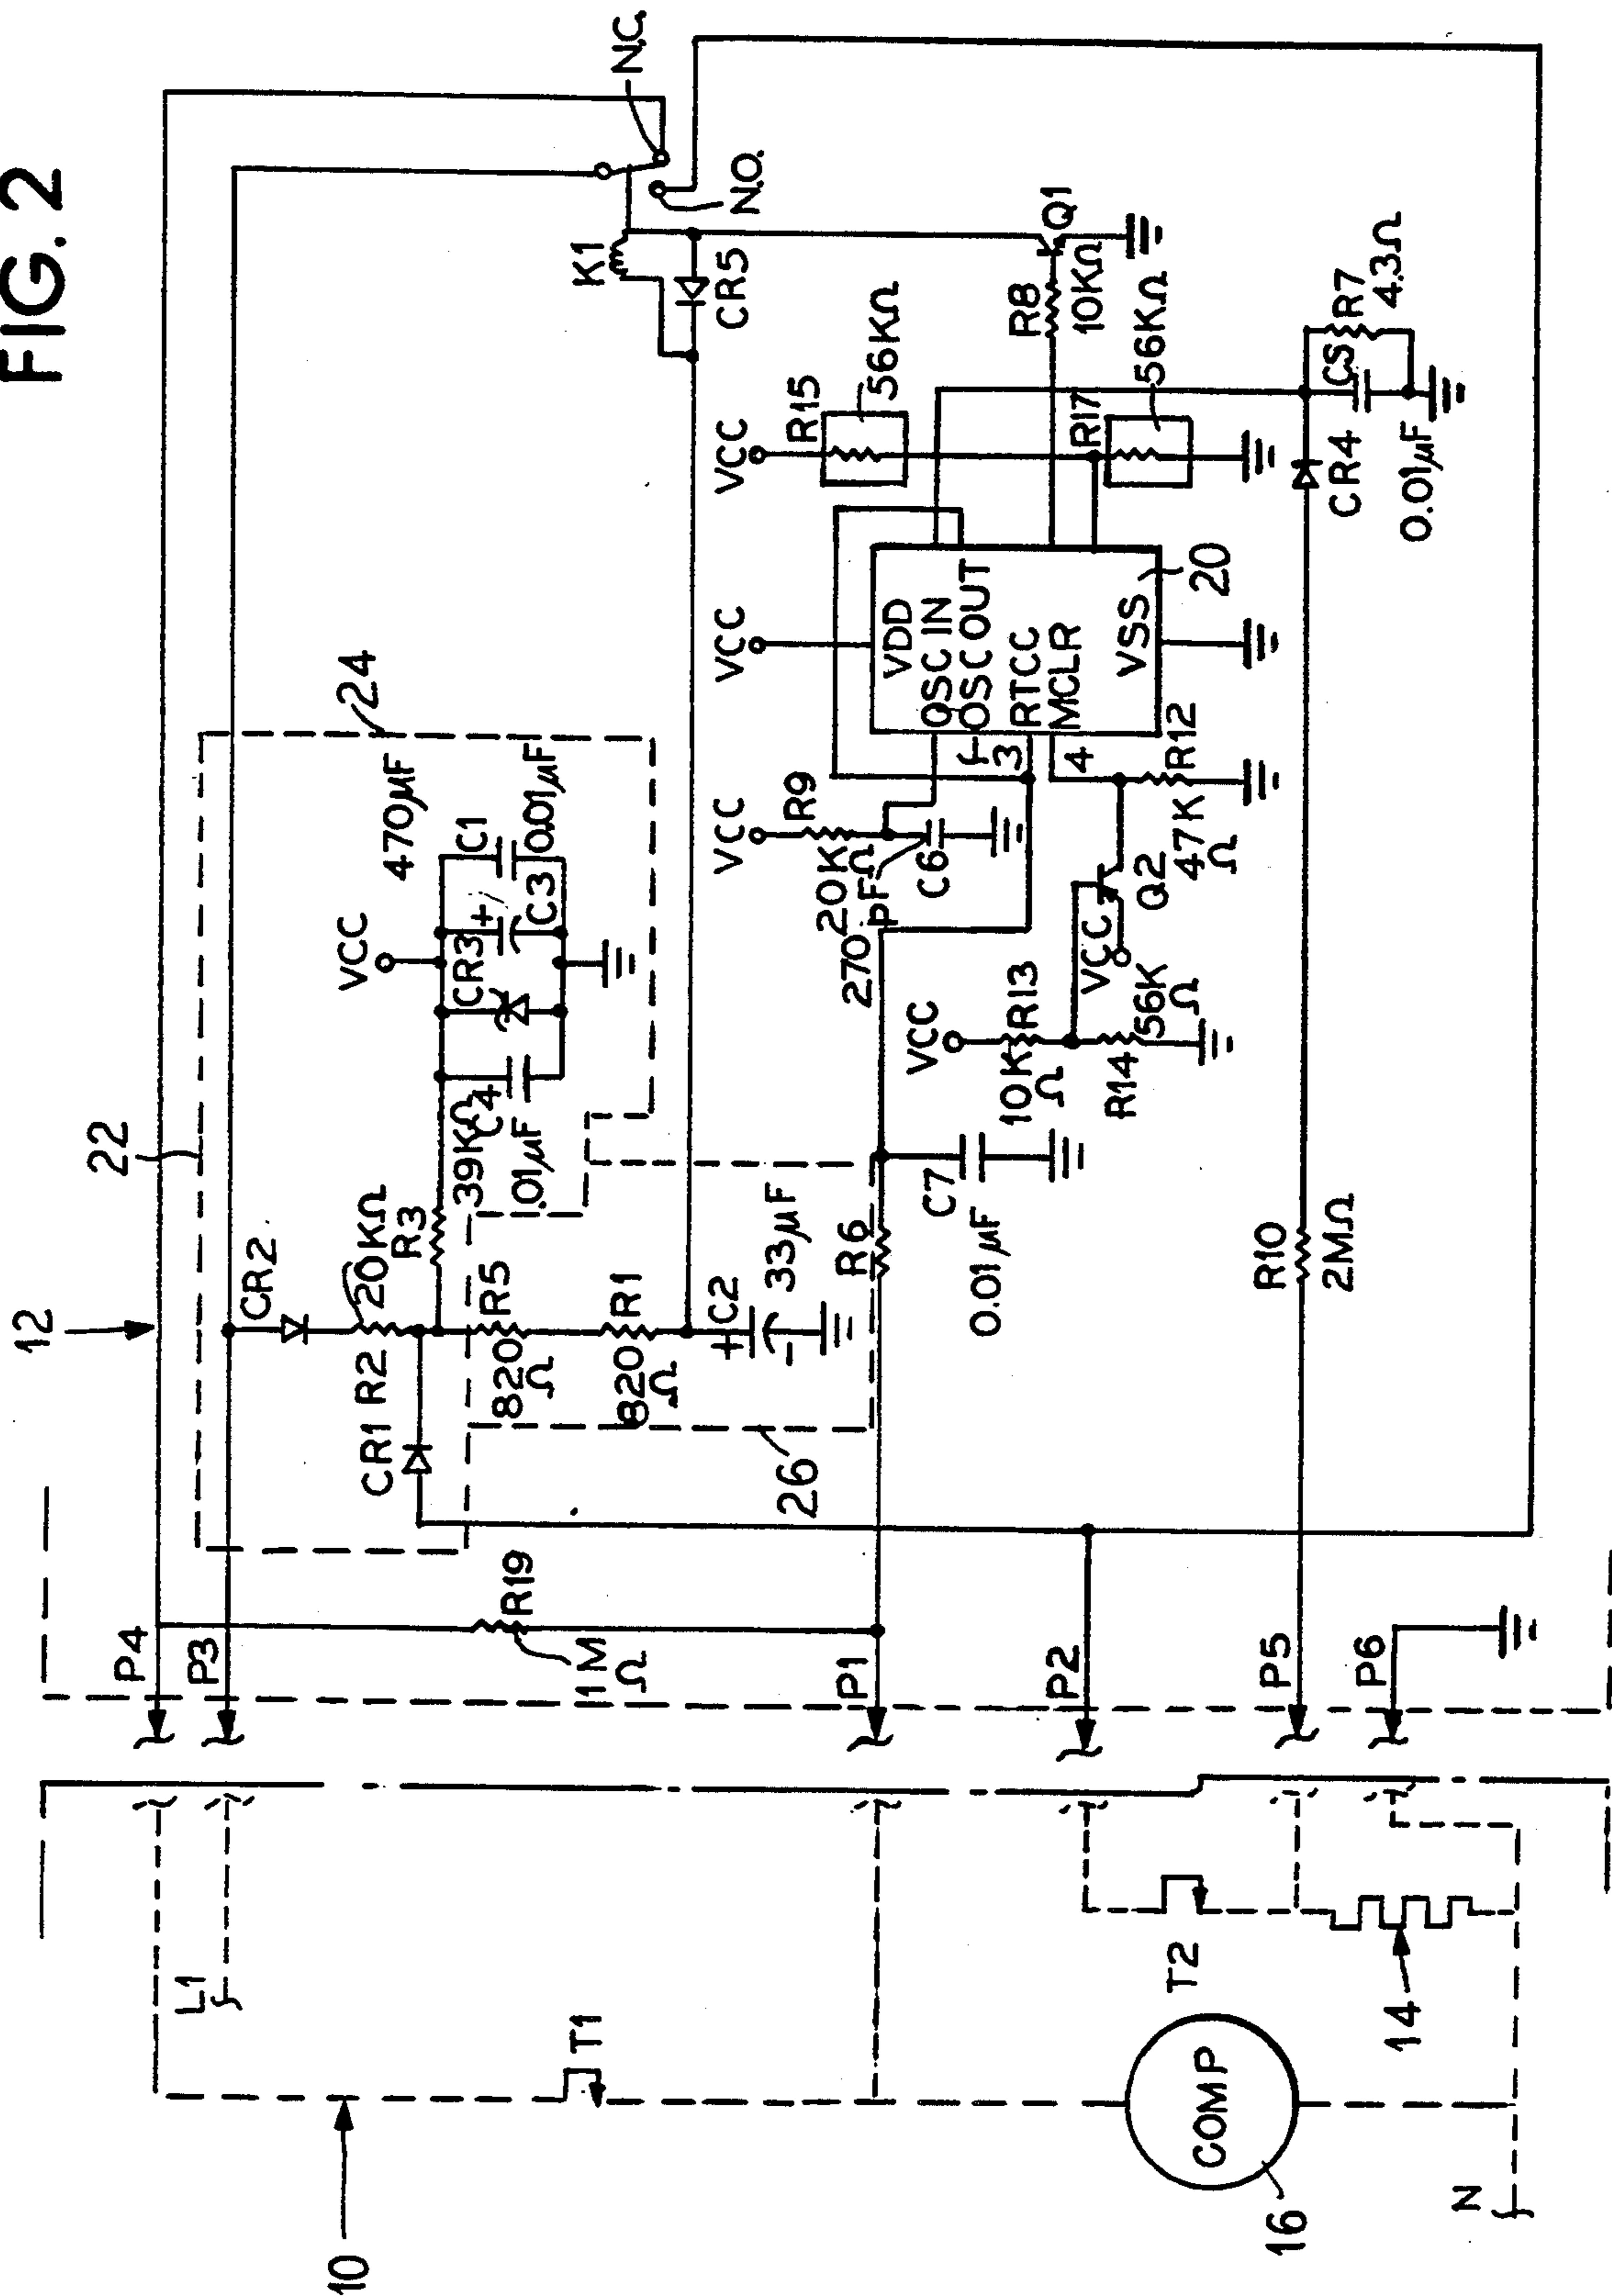 FIG. 2
12
22
24
N.C.
N.O.
K1
CR5
P4
P3
R19
1M
Ω
CR2
20KΩ
R2
CR1
R3
39KΩ
C4
.01µF
CR3
VCC
470µF
C1
+
C3
0.01µF
R5
820
Ω
R1
820
Ω
C2
+
−
33µF
26
P1
R6
C7
0.01µF
VCC
R9
20K
Ω
270
pF
C6
VCC
VDD
OSC IN
OSC OUT
RTCC
MCLR
VSS
3
4
20
VCC
R15
56KΩ
R17
56KΩ
R8
10KΩ
Q1
VCC
R13
10K
Ω
R14
56K
Ω
VCC
Q2
R12
47K
Ω
P2
P5
P6
R10
2MΩ
CR4
CS
0.01µF
R7
4.3Ω
L1
T1
10
T2
14
COMP
16
N